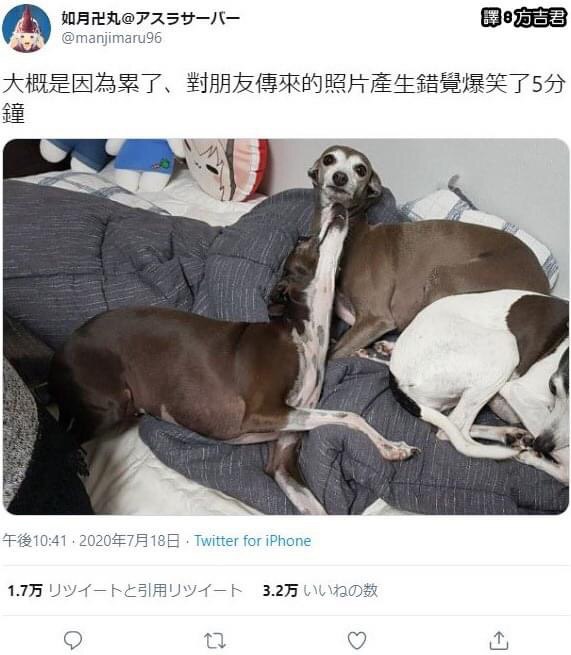 如月卍丸@アスラサーバー
譯:方吉君
@manjimaru96
大概是因為累了、對朋友傳來的照片產生錯覺爆笑了5分
鐘
午後10:41 · 2020年7月18日 · Twitter for iPhone
1.7万 リツイートと引用リツイート 3.2万 いいねの数